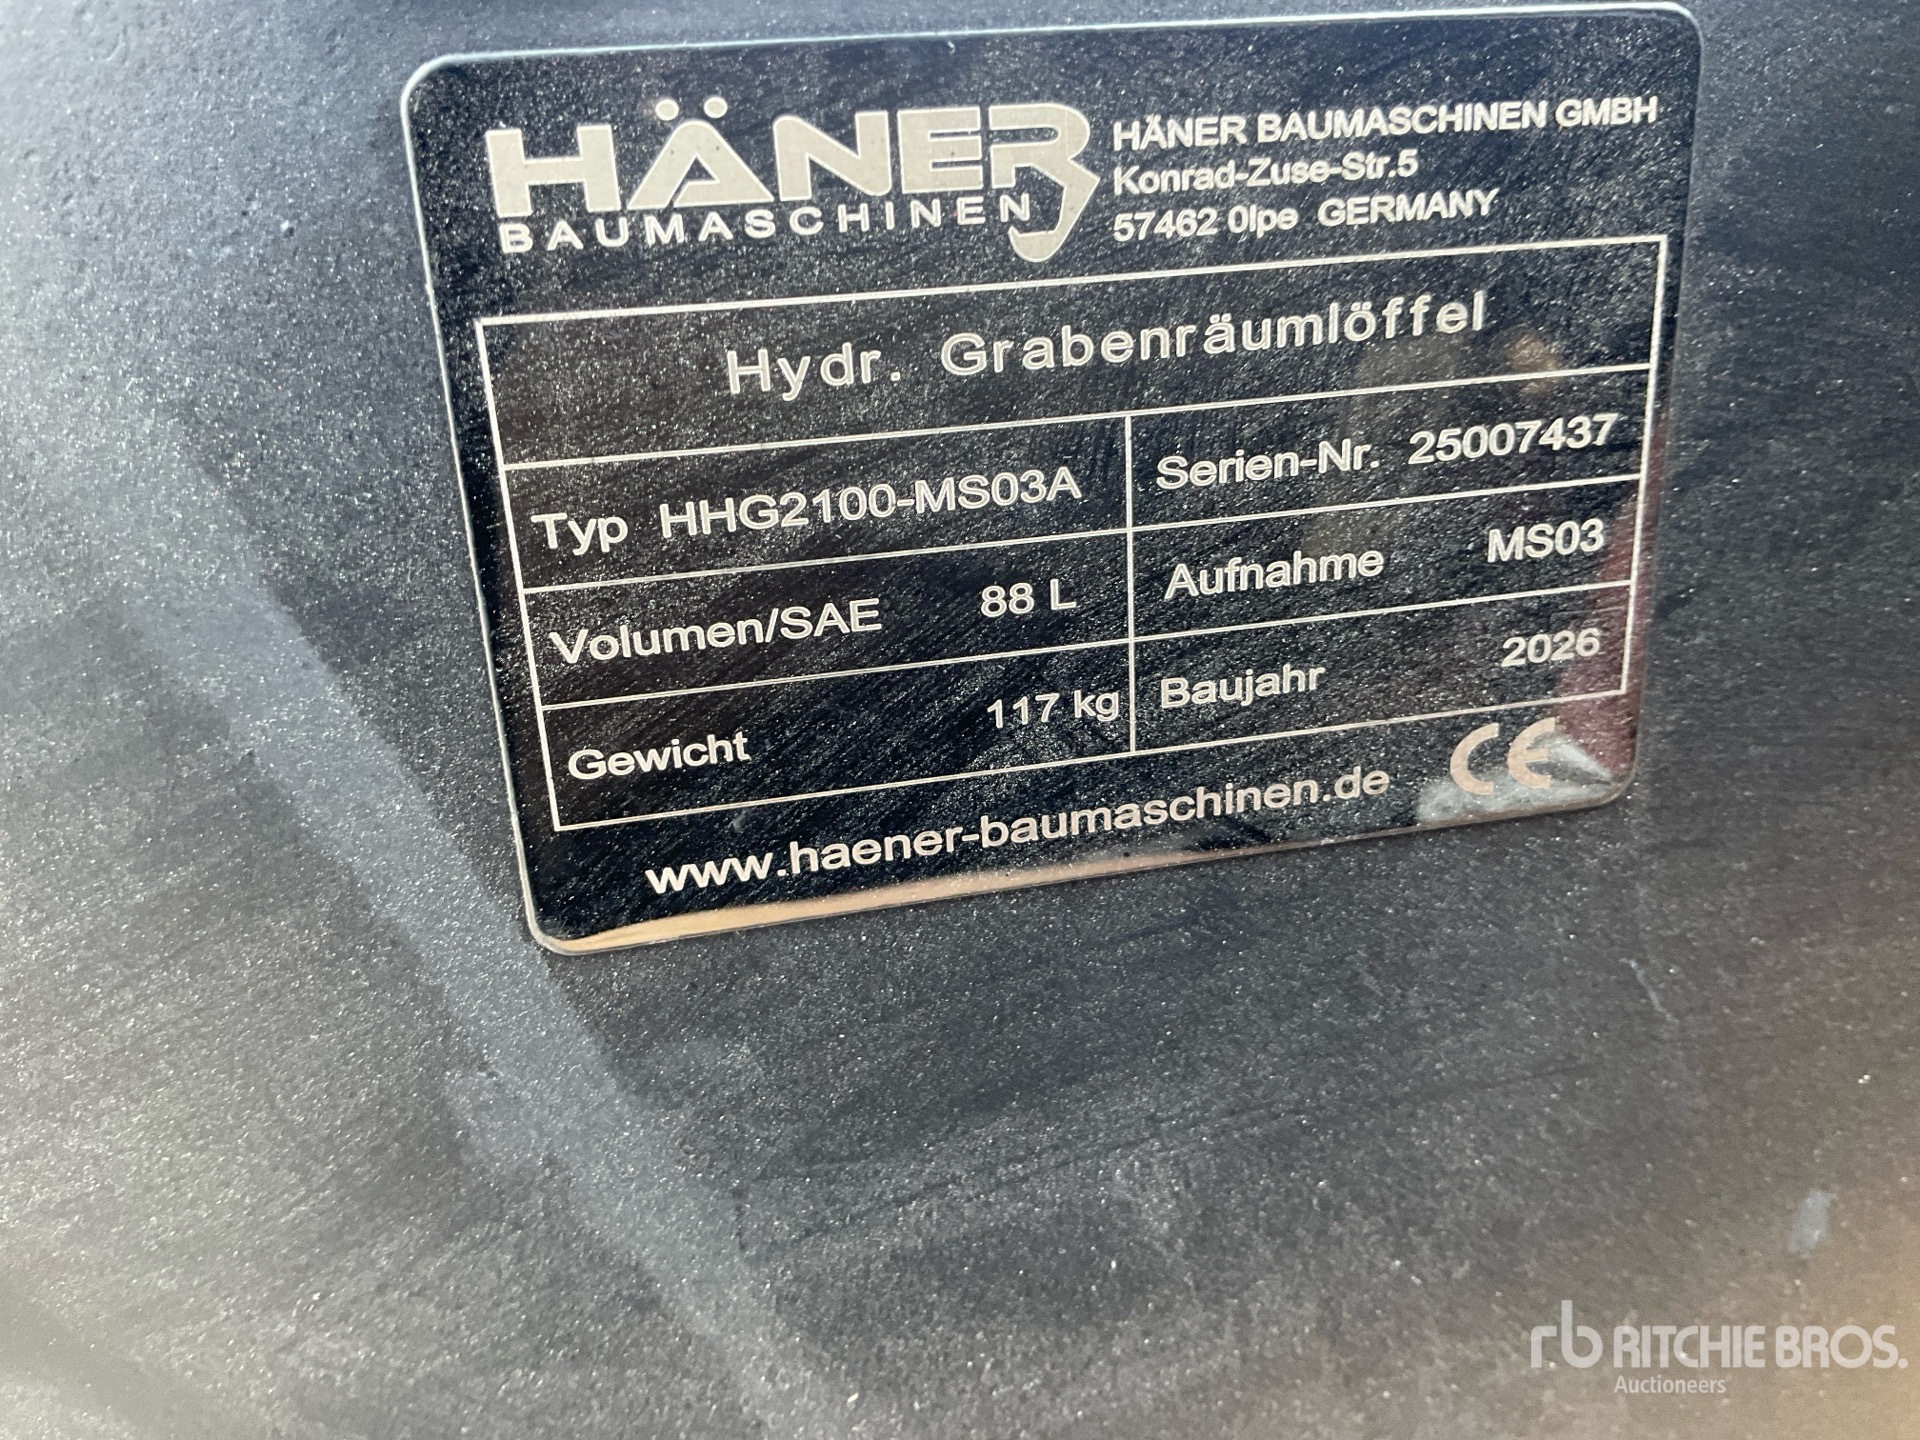 HÄNER
BAUMASCHINEN
HÄNER BAUMASCHINEN GMBH
Konrad-Zuse-Str.5
57462 0lpe GERMANY
Hydr. Grabenräumlöffel
Typ HHG2100-MS03A
Serien-Nr. 25007437
Volumen/SAE 88 L
Aufnahme MS03
Gewicht 117 kg
Baujahr 2026
www.haener-baumaschinen.de
CE
rb RITCHIE BROS.
Auctioneers